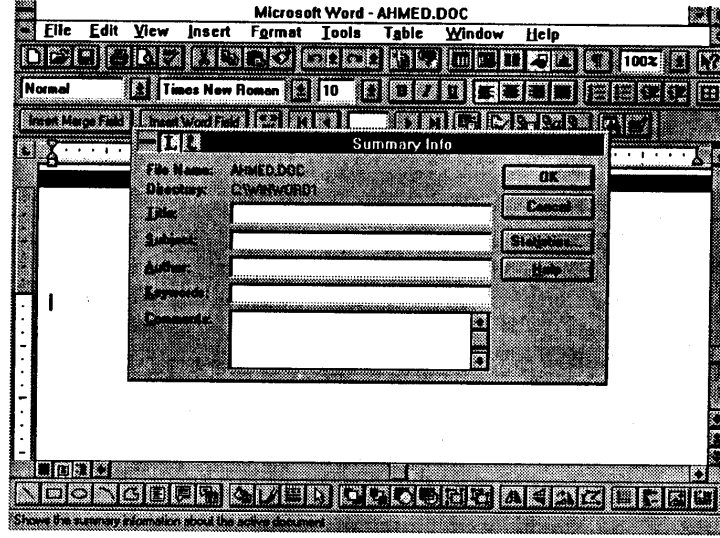 Microsoft Word - AHMED.DOC
File Edit View Insert Format Tools Table Window Help
100%
Normal Times New Roman 10 B I U
Insert Merge Field Insert Word Field
Summary Info
File Name: AHMED.DOC
Directory: C:\WINWORD1
Title:
Subject:
Author:
Keywords:
Comments:
OK
Cancel
Statistics...
Help
Shows the summary information about the active document